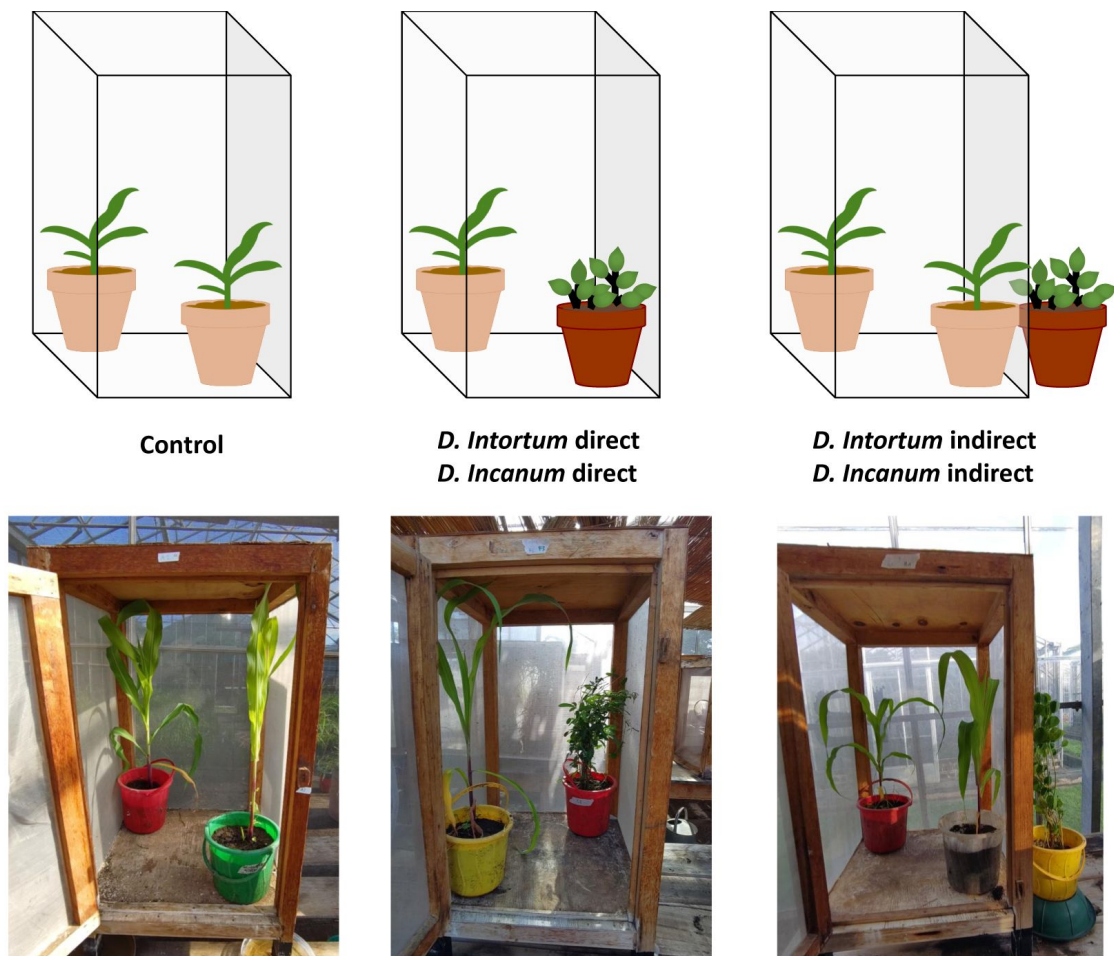 Control
D. Intortum direct
D. Incanum direct
D. Intortum indirect
D. Incanum indirect